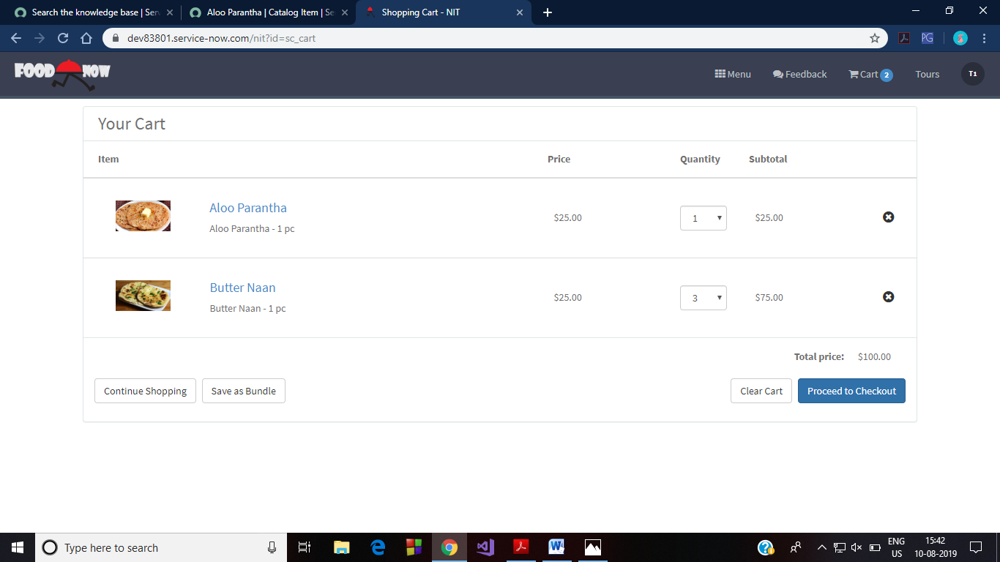 Search the knowledge base | Serv
Aloo Parantha | Catalog Item | Se
Shopping Cart - NIT
dev83801.service-now.com/nit?id=sc_cart
PG
FOOD NOW
Menu
Feedback
Cart 2
Tours
T1
Your Cart
Item Price Quantity Subtotal
Aloo Parantha
Aloo Parantha - 1 pc
$25.00 1 $25.00
Butter Naan
Butter Naan - 1 pc
$25.00 3 $75.00
Total price: $100.00
Continue Shopping Save as Bundle Clear Cart Proceed to Checkout
Type here to search
ENG
US
15:42
10-08-2019